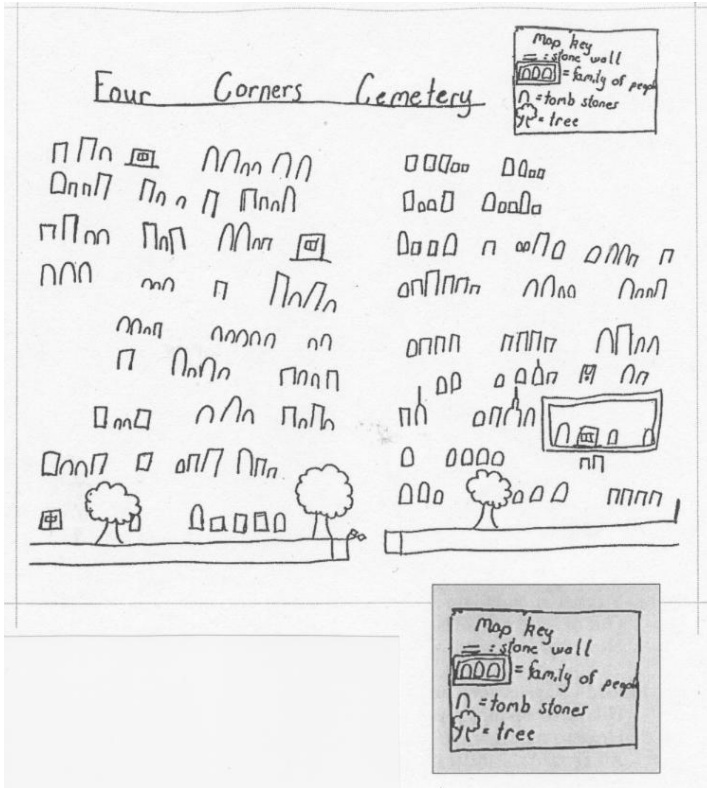 Map key
= : stone wall
= family of people
Four Corners Cemetery
= tomb stones
= tree
Map key
= : stone wall
= family of people
= tomb stones
= tree